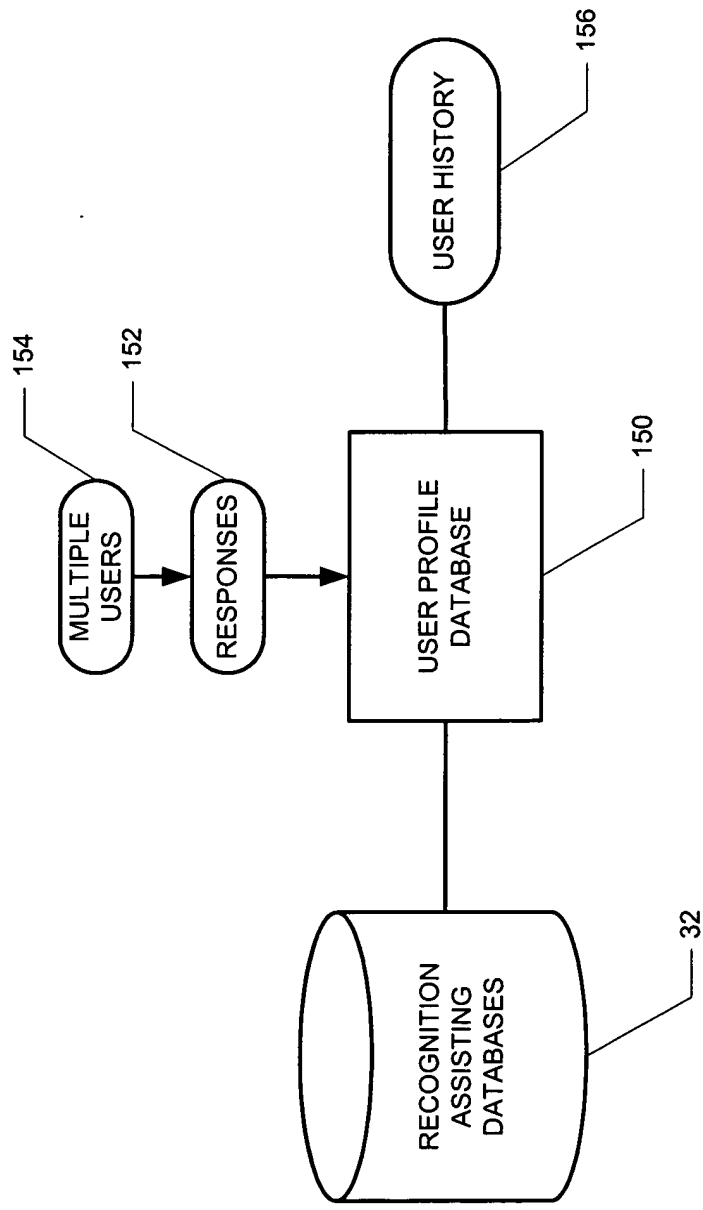 MULTIPLE
USERS
154
RESPONSES
152
RECOGNITION
ASSISTING
DATABASES
32
USER PROFILE
DATABASE
150
USER HISTORY
156